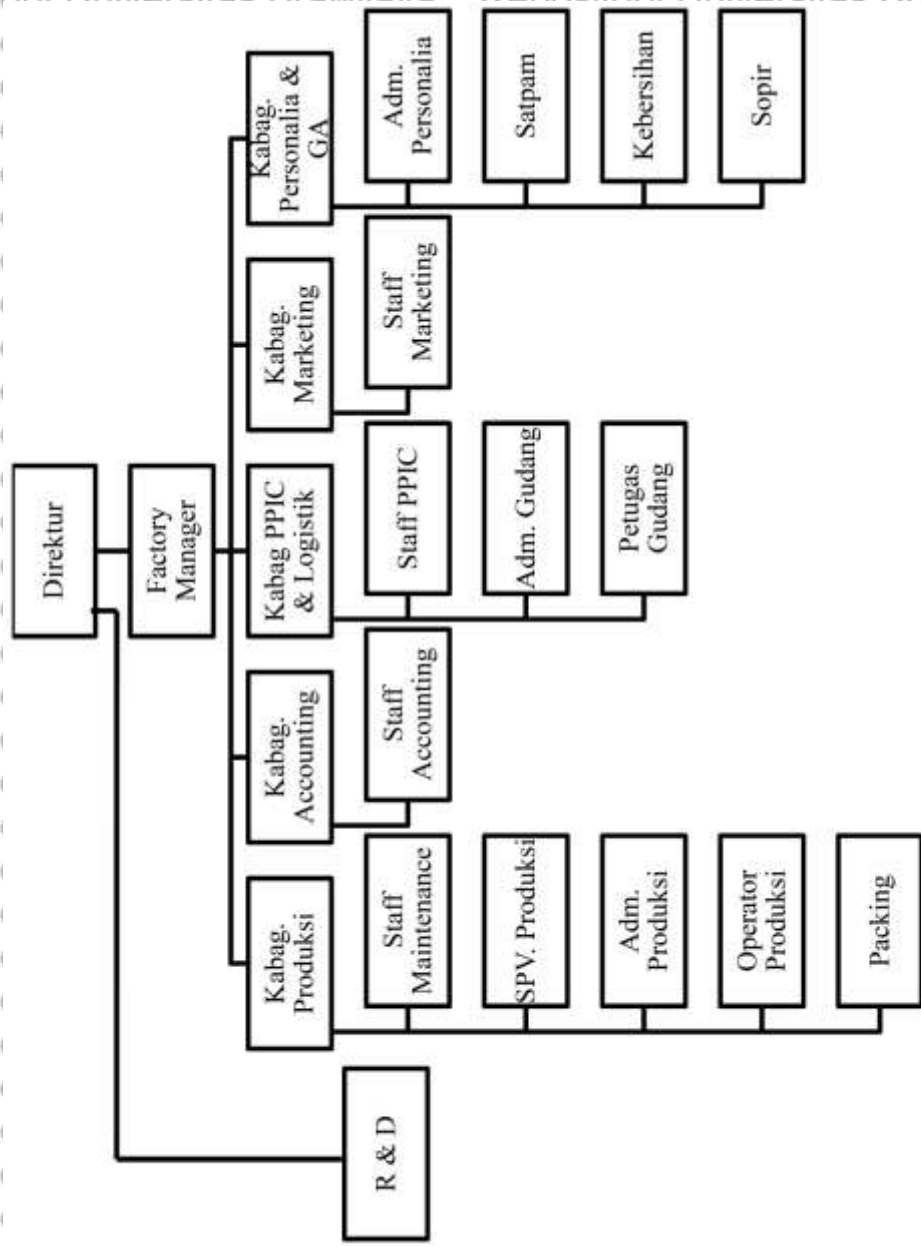 Direktur
Factory
Manager
R & D
Kabag.
Produksi
Kabag.
Accounting
Kabag PPIC
& Logistik
Kabag.
Marketing
Kabag.
Personalia &
GA
Staff
Maintenance
SPV. Produksi
Adm.
Produksi
Operator
Produksi
Packing
Staff
Accounting
Staff PPIC
Adm. Gudang
Petugas
Gudang
Staff
Marketing
Adm.
Personalia
Satpam
Kebersihan
Sopir